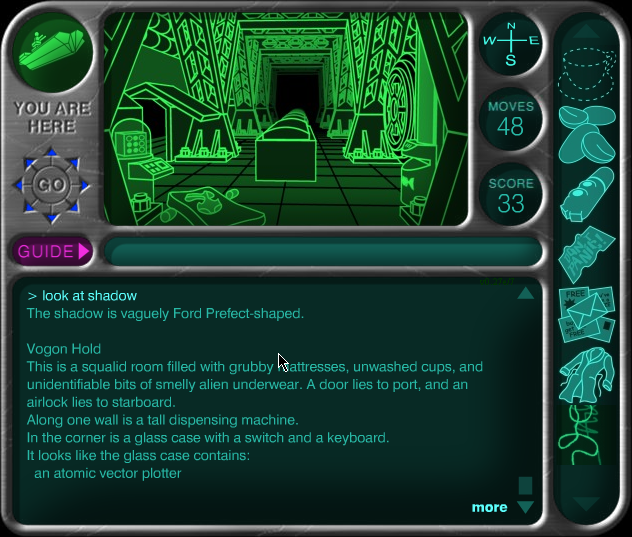 YOU ARE
HERE
GO
N
W E
S
MOVES
48
SCORE
33
GUIDE
> look at shadow
The shadow is vaguely Ford Prefect-shaped.
Vogon Hold
This is a squalid room filled with grubby mattresses, unwashed cups, and
unidentifiable bits of smelly alien underwear. A door lies to port, and an
airlock lies to starboard.
Along one wall is a tall dispensing machine.
In the corner is a glass case with a switch and a keyboard.
It looks like the glass case contains:
an atomic vector plotter
more
FREE
FREE